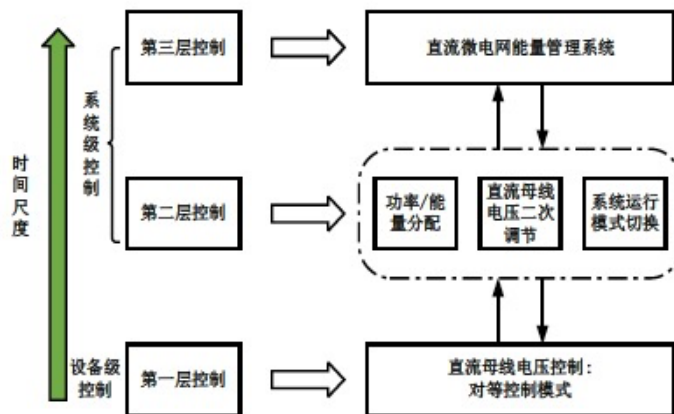 第三层控制
直流微电网能量管理系统
系统级控制
时间尺度
第二层控制
功率/能
量分配
直流母线
电压二次
调节
系统运行
模式切换
设备级
控制
第一层控制
直流母线电压控制：
对等控制模式